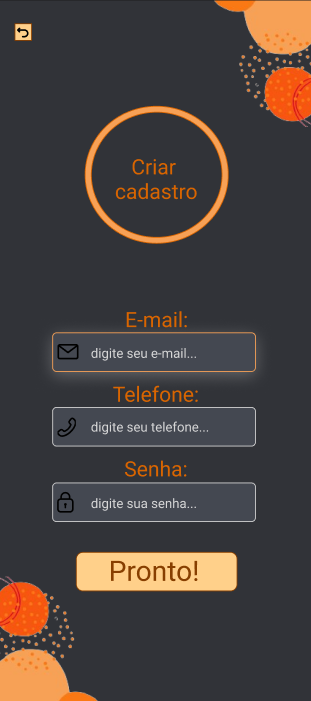 Criar
cadastro
E-mail:
digite seu e-mail...
Telefone:
digite seu telefone...
Senha:
digite sua senha...
Pronto!